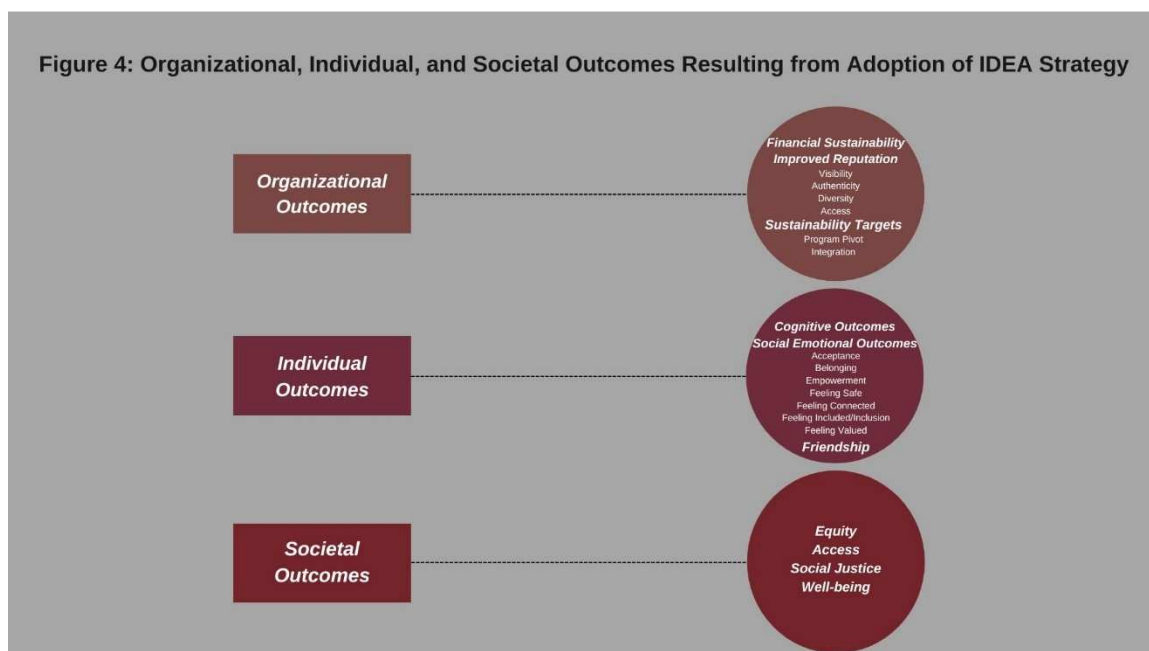 Figure 4: Organizational, Individual, and Societal Outcomes Resulting from Adoption of IDEA Strategy
Organizational
Outcomes
Financial Sustainability
Improved Reputation
Visibility
Authenticity
Diversity
Access
Sustainability Targets
Program Pivot
Integration
Individual
Outcomes
Cognitive Outcomes
Social Emotional Outcomes
Acceptance
Belonging
Empowerment
Feeling Safe
Feeling Connected
Feeling Included/Inclusion
Feeling Valued
Friendship
Societal
Outcomes
Equity
Access
Social Justice
Well-being